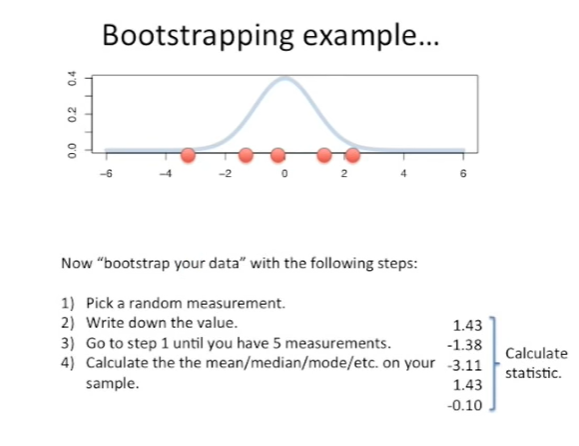 Bootstrapping example...
0.4
0.2
0.0
-6 -4 -2 0 2 4 6
Now “bootstrap your data” with the following steps:
1) Pick a random measurement.
2) Write down the value.
3) Go to step 1 until you have 5 measurements.
4) Calculate the the mean/median/mode/etc. on your
sample.
1.43
-1.38
-3.11
1.43
-0.10
Calculate
statistic.